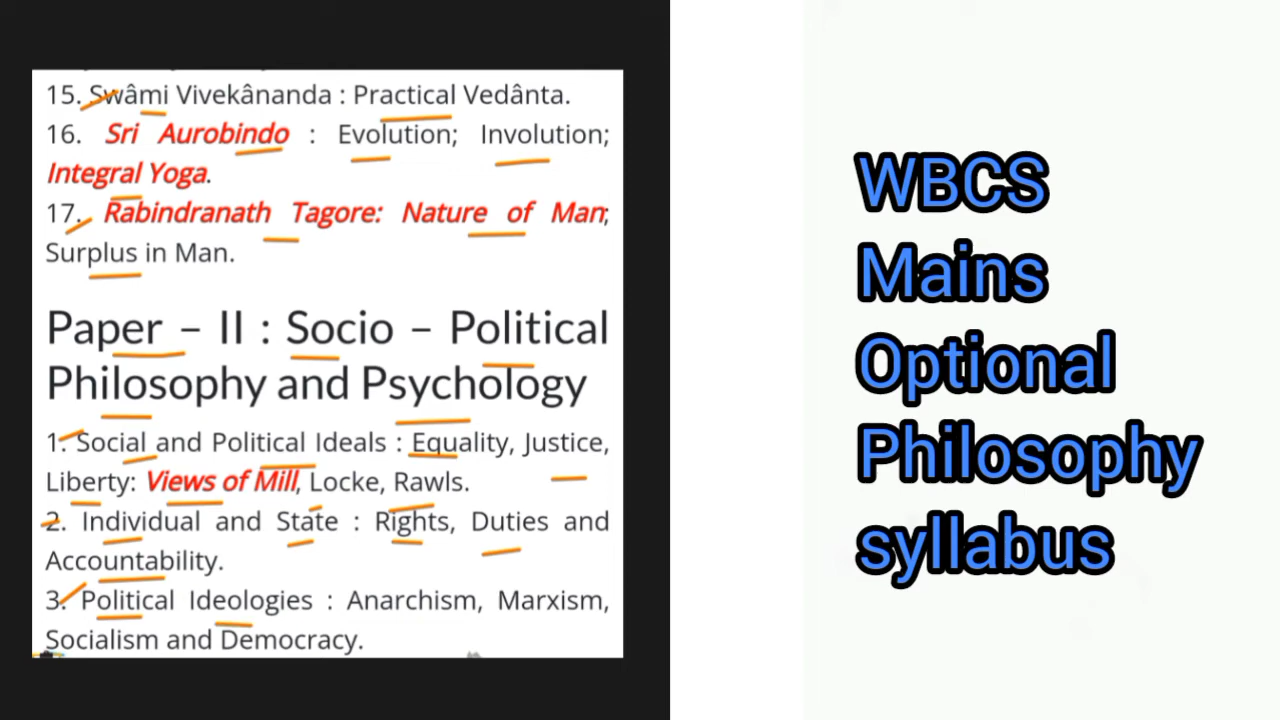 15. Swâmi Vivekânanda : Practical Vedânta.
16. Sri Aurobindo : Evolution; Involution;
Integral Yoga.
17. Rabindranath Tagore: Nature of Man;
Surplus in Man.
Paper – II : Socio – Political
Philosophy and Psychology
1. Social and Political Ideals : Equality, Justice,
Liberty: Views of Mill, Locke, Rawls.
2. Individual and State : Rights, Duties and
Accountability.
3. Political Ideologies : Anarchism, Marxism,
Socialism and Democracy.
WBCS
Mains
Optional
Philosophy
syllabus